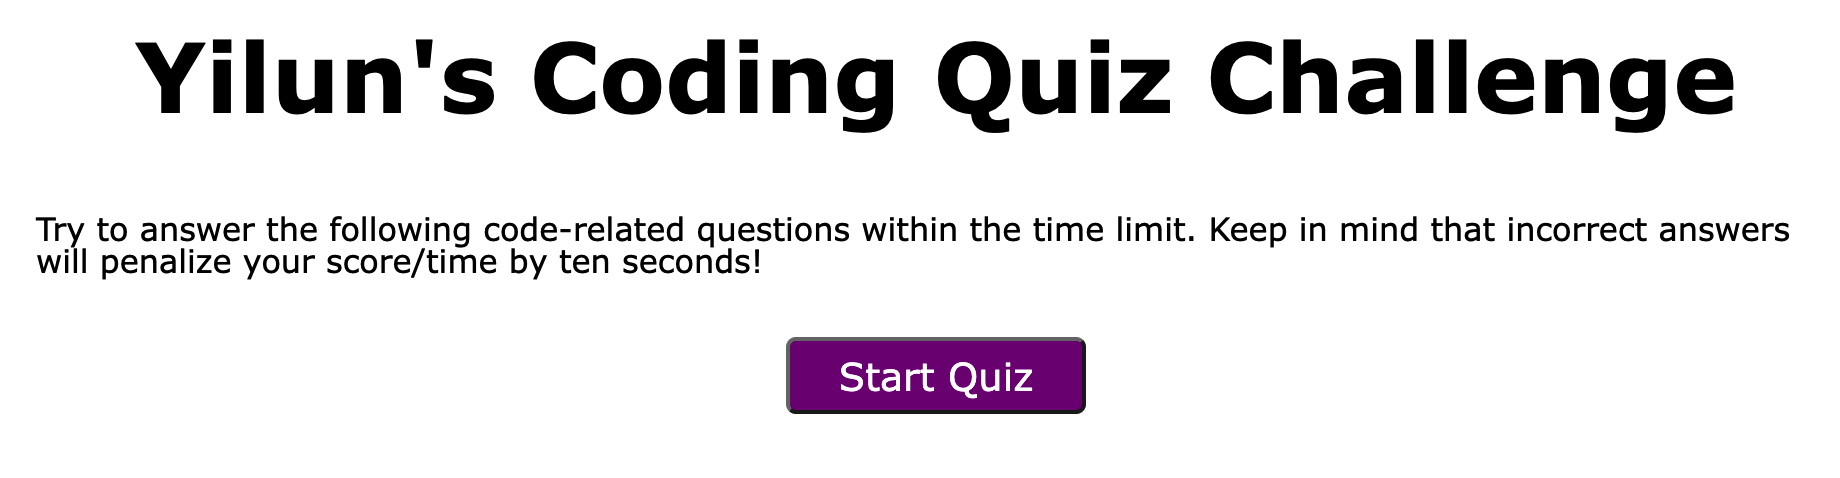 Yilun's Coding Quiz Challenge
Try to answer the following code-related questions within the time limit. Keep in mind that incorrect answers
will penalize your score/time by ten seconds!
Start Quiz